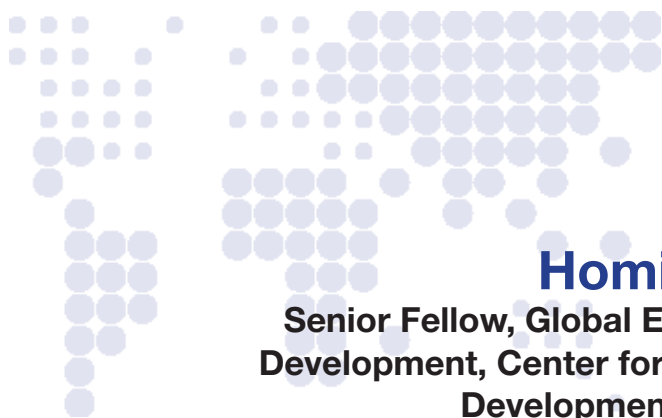 Homi
Senior Fellow, Global E
Development, Center for
Developmen